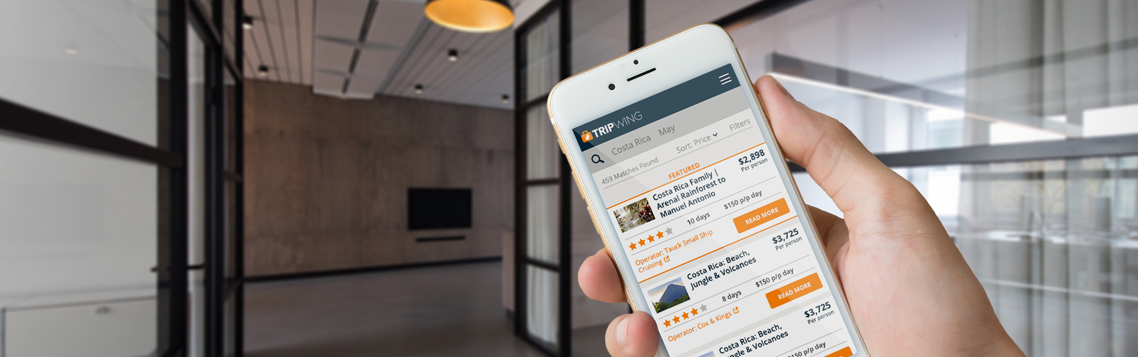 TRIPWING
Costa Rica May
459 Matches Found Sort: Price Filters
FEATURED
Costa Rica Family |
Arenal Rainforest to
Manuel Antonio
$2,898
Per person
10 days $150 p/p day
Operator: Tauck Small Ship
Cruising
READ MORE
Costa Rica: Beach,
Jungle & Volcanoes
$3,725
Per person
8 days $150 p/p day
Operator: Cox & Kings
READ MORE
Costa Rica: Beach,
Jungle & Volcanoes
$3,725
Per person
$150 p/p day